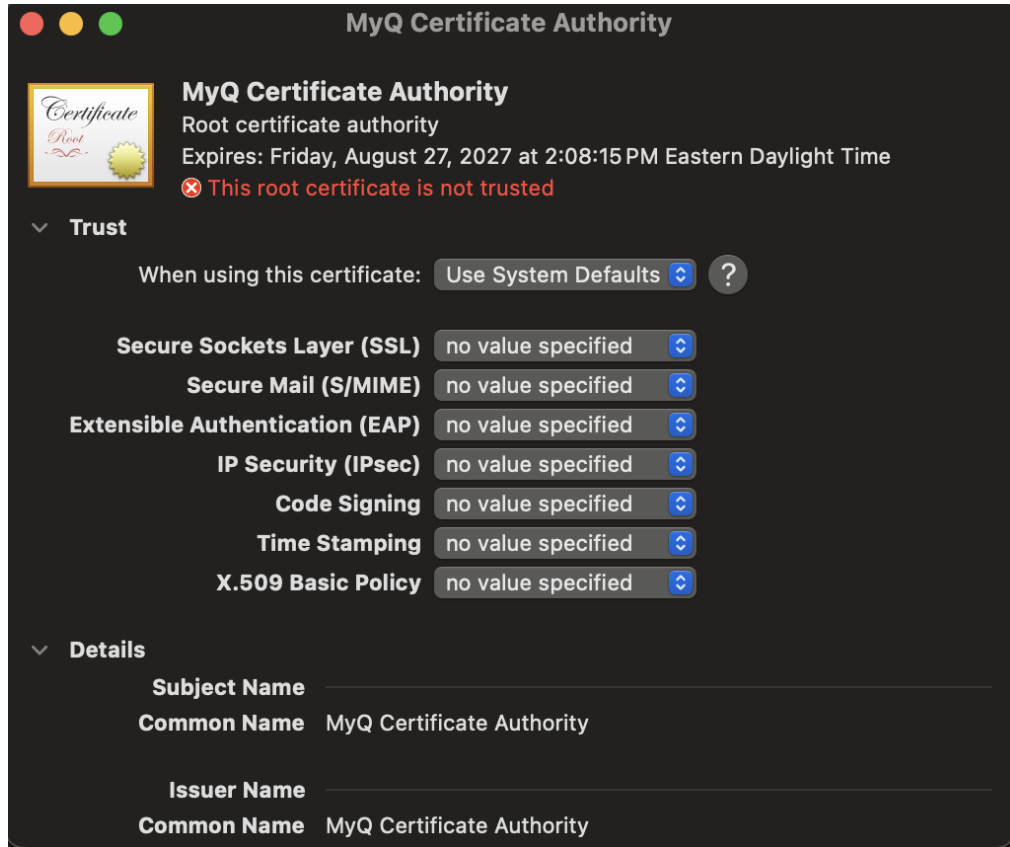 MyQ Certificate Authority
Certificate
Root
MyQ Certificate Authority
Root certificate authority
Expires: Friday, August 27, 2027 at 2:08:15 PM Eastern Daylight Time
This root certificate is not trusted
Trust
When using this certificate: Use System Defaults ?
Secure Sockets Layer (SSL) no value specified
Secure Mail (S/MIME) no value specified
Extensible Authentication (EAP) no value specified
IP Security (IPsec) no value specified
Code Signing no value specified
Time Stamping no value specified
X.509 Basic Policy no value specified
Details
Subject Name
Common Name MyQ Certificate Authority
Issuer Name
Common Name MyQ Certificate Authority